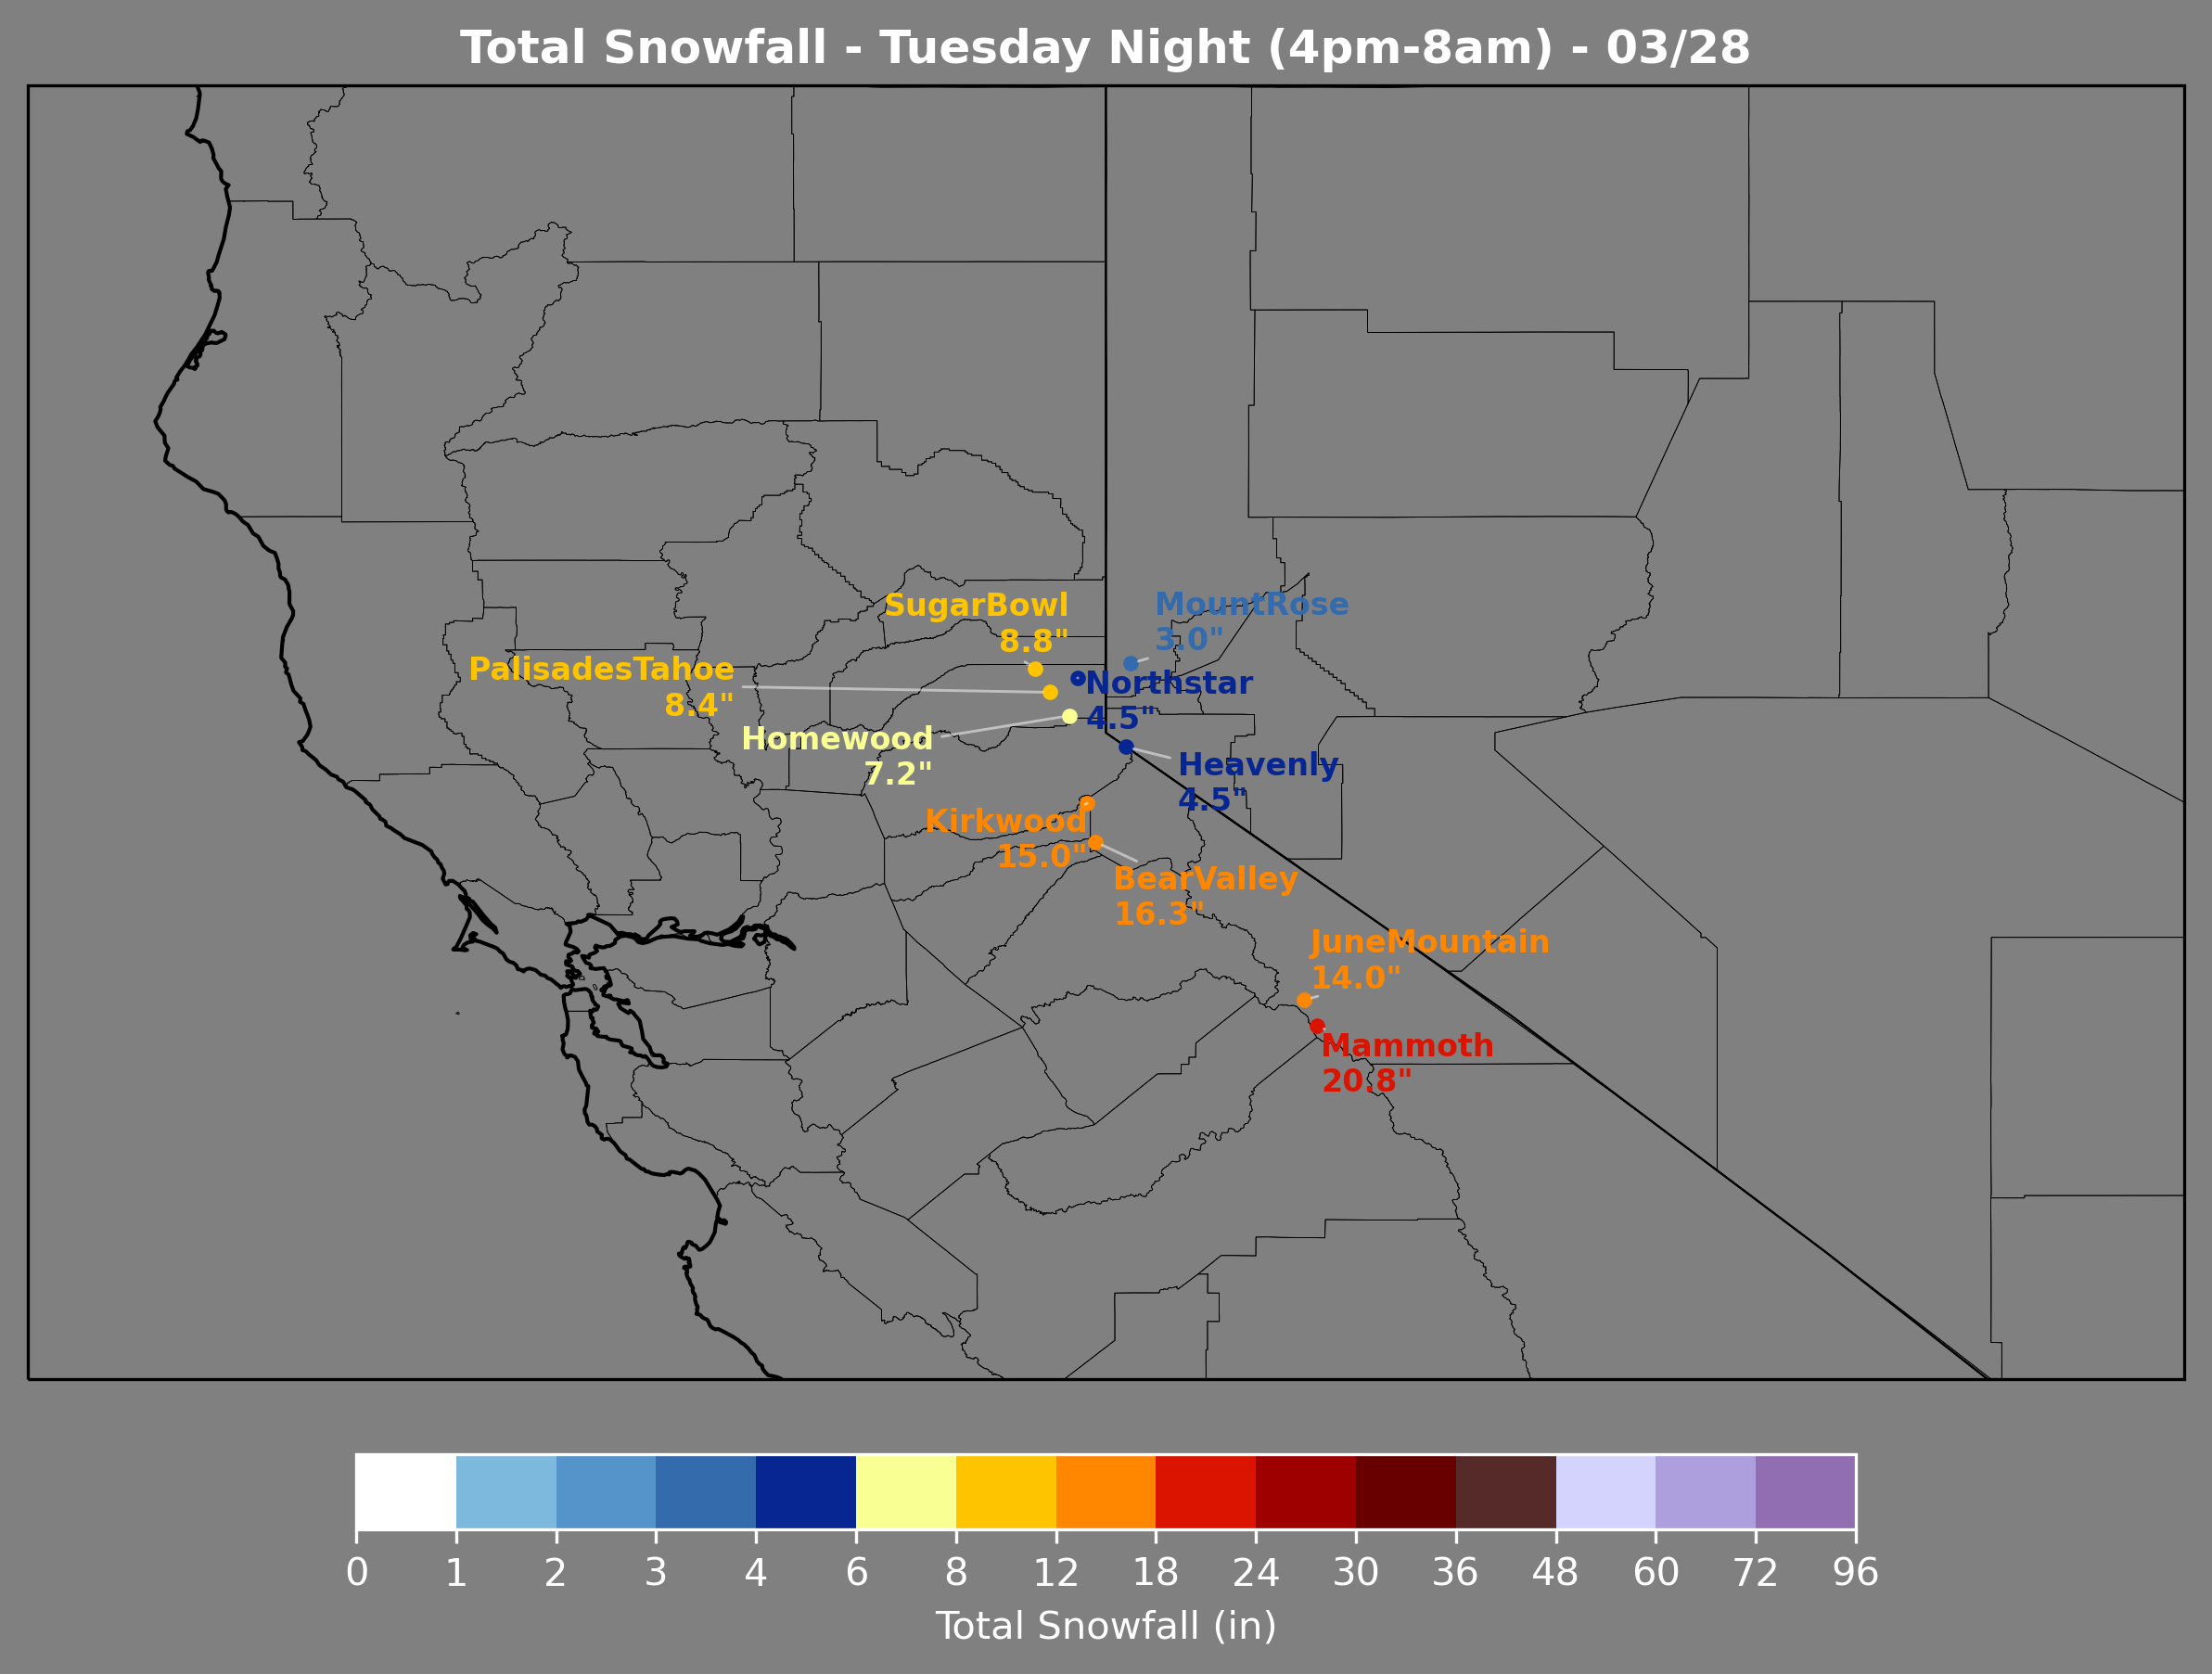 Total Snowfall - Tuesday Night (4pm-8am) - 03/28
SugarBowl
8.8"
MountRose
3.0"
PalisadesTahoe
8.4"
Northstar
4.5"
Homewood
7.2"
Heavenly
4.5"
Kirkwood
15.0"
BearValley
16.3"
JuneMountain
14.0"
Mammoth
20.8"
0 1 2 3 4 6 8 12 18 24 30 36 48 60 72 96
Total Snowfall (in)